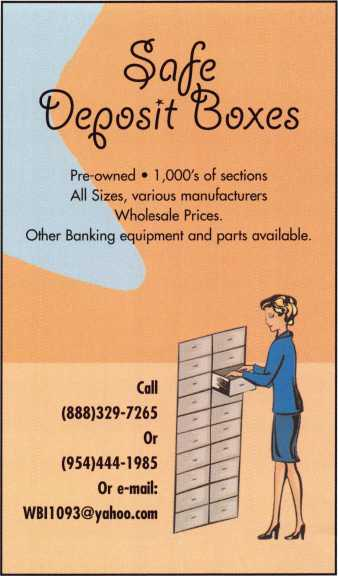 Safe
Deposit Boxes
Pre-owned • 1,000's of sections
All Sizes, various manufacturers
Wholesale Prices.
Other Banking equipment and parts available.
Call
(888)329-7265
Or
(954)444-1985
Or e-mail:
WBI1093@yahoo.com